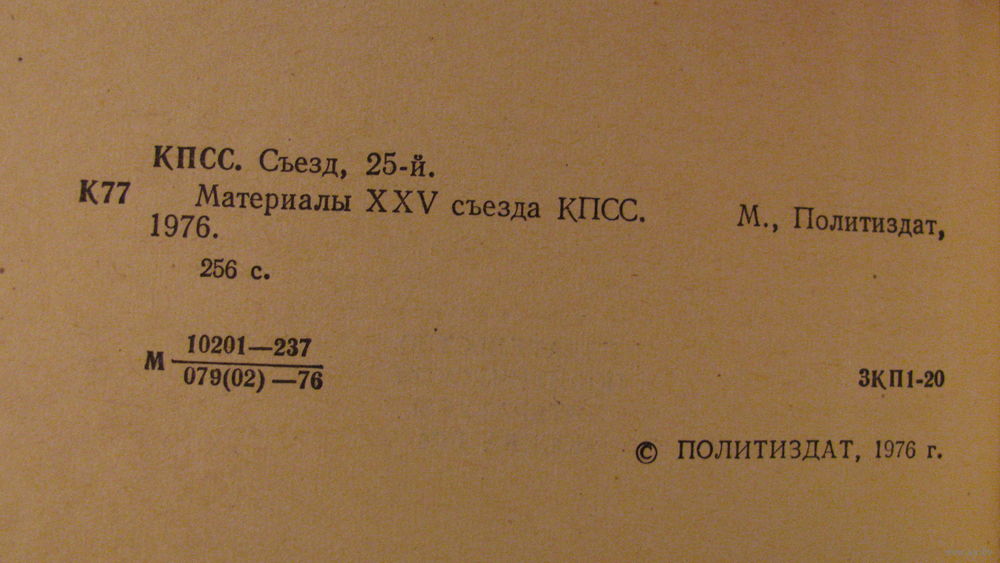 КПСС. Съезд, 25-й.
К77 Материалы XXV съезда КПСС. М., Политиздат,
1976.
256 с.
М 10201—237
079(02)—76
3КП1-20
© ПОЛИТИЗДАТ, 1976 г.